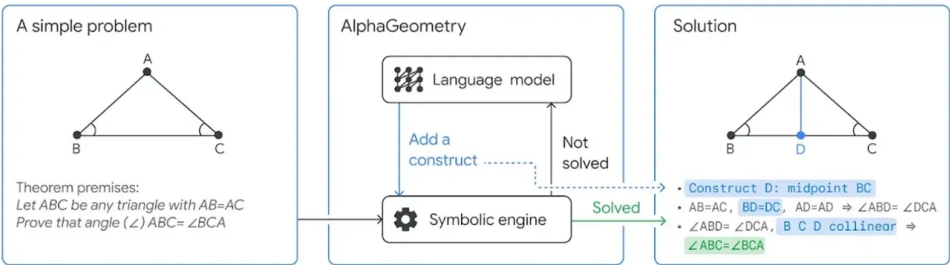 A simple problem
A
B
C
Theorem premises:
Let ABC be any triangle with AB=AC
Prove that angle (∠) ABC=∠BCA
AlphaGeometry
Language model
Add a
construct
Not
solved
Symbolic engine
Solved
Solution
A
B
D
C
• Construct D: midpoint BC
• AB=AC, BD=DC, AD=AD ⇒ ∠ABD=∠DCA
• ∠ABD=∠DCA, B C D collinear ⇒
∠ABC=∠BCA